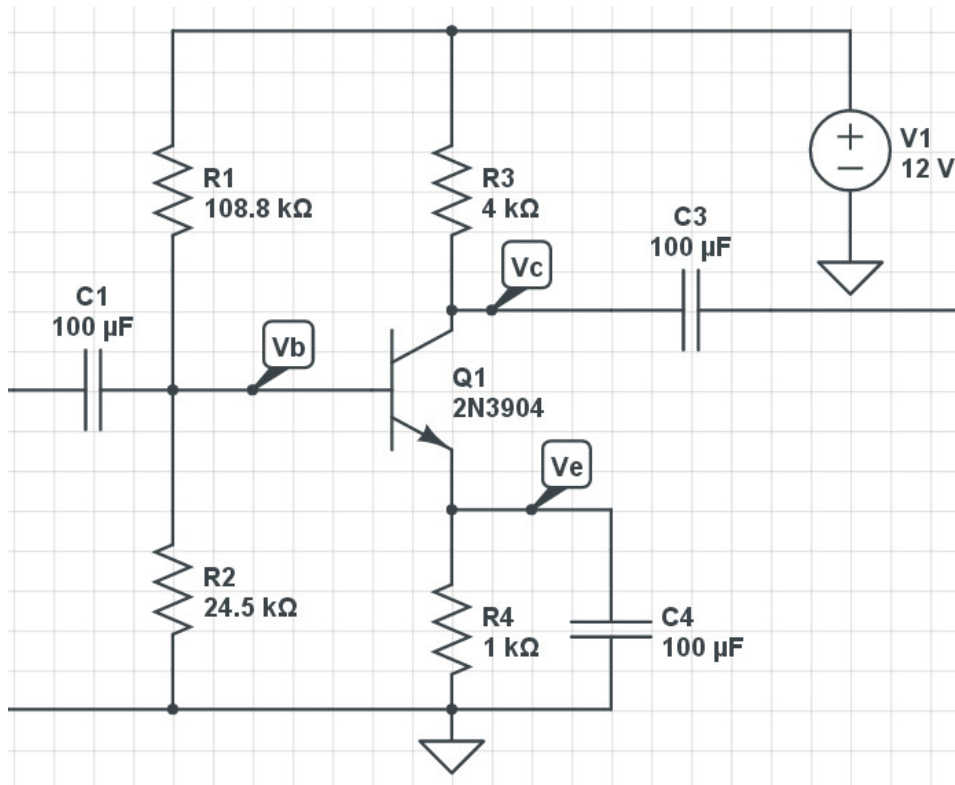 R1
108.8 kΩ
R3
4 kΩ
+
−
V1
12 V
C3
100 µF
Vc
C1
100 µF
Vb
Q1
2N3904
Ve
R2
24.5 kΩ
R4
1 kΩ
C4
100 µF